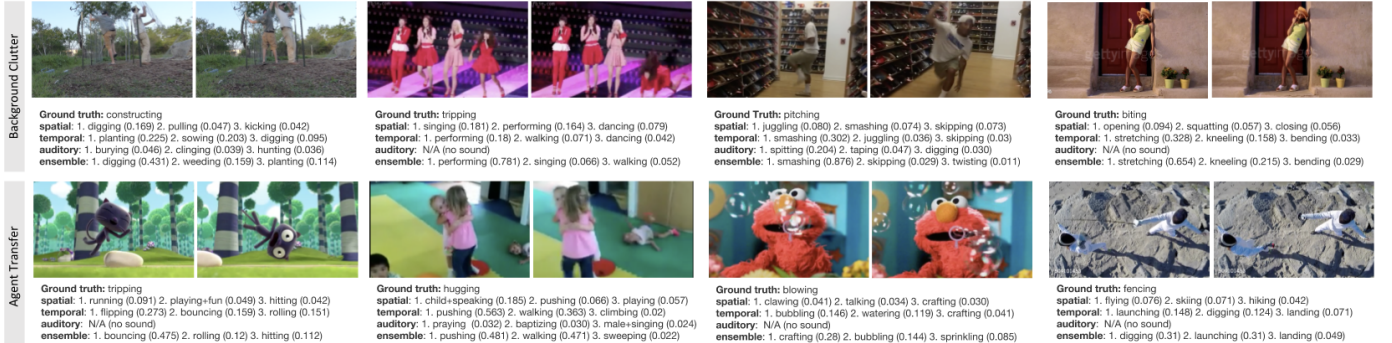 Background Clutter
Ground truth: constructing
spatial: 1. digging (0.169) 2. pulling (0.047) 3. kicking (0.042)
temporal: 1. planting (0.225) 2. sowing (0.203) 3. digging (0.095)
auditory: 1. burying (0.046) 2. clinging (0.039) 3. hunting (0.036)
ensemble: 1. digging (0.431) 2. weeding (0.159) 3. planting (0.114)
Ground truth: tripping
spatial: 1. singing (0.181) 2. performing (0.164) 3. dancing (0.079)
temporal: 1. performing (0.18) 2. walking (0.071) 3. dancing (0.042)
auditory: N/A (no sound)
ensemble: 1. performing (0.781) 2. singing (0.066) 3. walking (0.052)
Ground Truth: pitching
spatial: 1. juggling (0.080) 2. smashing (0.074) 3. skipping (0.073)
temporal: 1. smashing (0.302) 2. juggling (0.036) 3. skipping (0.03)
auditory: 1. spitting (0.204) 2. taping (0.047) 3. digging (0.030)
ensemble: 1. smashing (0.876) 2. skipping (0.029) 3. twisting (0.011)
Ground truth: biting
spatial: 1. opening (0.094) 2. squatting (0.057) 3. closing (0.056)
temporal: 1. stretching (0.328) 2. kneeling (0.158) 3. bending (0.033)
auditory: N/A (no sound)
ensemble: 1. stretching (0.654) 2. kneeling (0.215) 3. bending (0.029)
Agent Transfer
Ground truth: tripping
spatial: 1. running (0.091) 2. playing+fun (0.049) 3. hitting (0.042)
temporal: 1. flipping (0.273) 2. bouncing (0.159) 3. rolling (0.151)
auditory: N/A (no sound)
ensemble: 1. bouncing (0.475) 2. rolling (0.12) 3. hitting (0.112)
Ground truth: hugging
spatial: 1. child+speaking (0.185) 2. pushing (0.066) 3. playing (0.057)
temporal: 1. pushing (0.563) 2. walking (0.363) 3. climbing (0.02)
auditory: 1. praying (0.032) 2. baptizing (0.030) 3. male+singing (0.024)
ensemble: 1. pushing (0.481) 2. walking (0.471) 3. sweeping (0.022)
Ground truth: blowing
spatial: 1. clawing (0.041) 2. talking (0.034) 3. crafting (0.030)
temporal: 1. bubbling (0.146) 2. watering (0.119) 3. crafting (0.041)
auditory: N/A (no sound)
ensemble: 1. crafting (0.28) 2. bubbling (0.144) 3. sprinkling (0.085)
Ground truth: fencing
spatial: 1. flying (0.076) 2. skiing (0.071) 3. hiking (0.042)
temporal: 1. launching (0.148) 2. digging (0.124) 3. landing (0.071)
auditory: N/A (no sound)
ensemble: 1. digging (0.31) 2. launching (0.31) 3. landing (0.049)